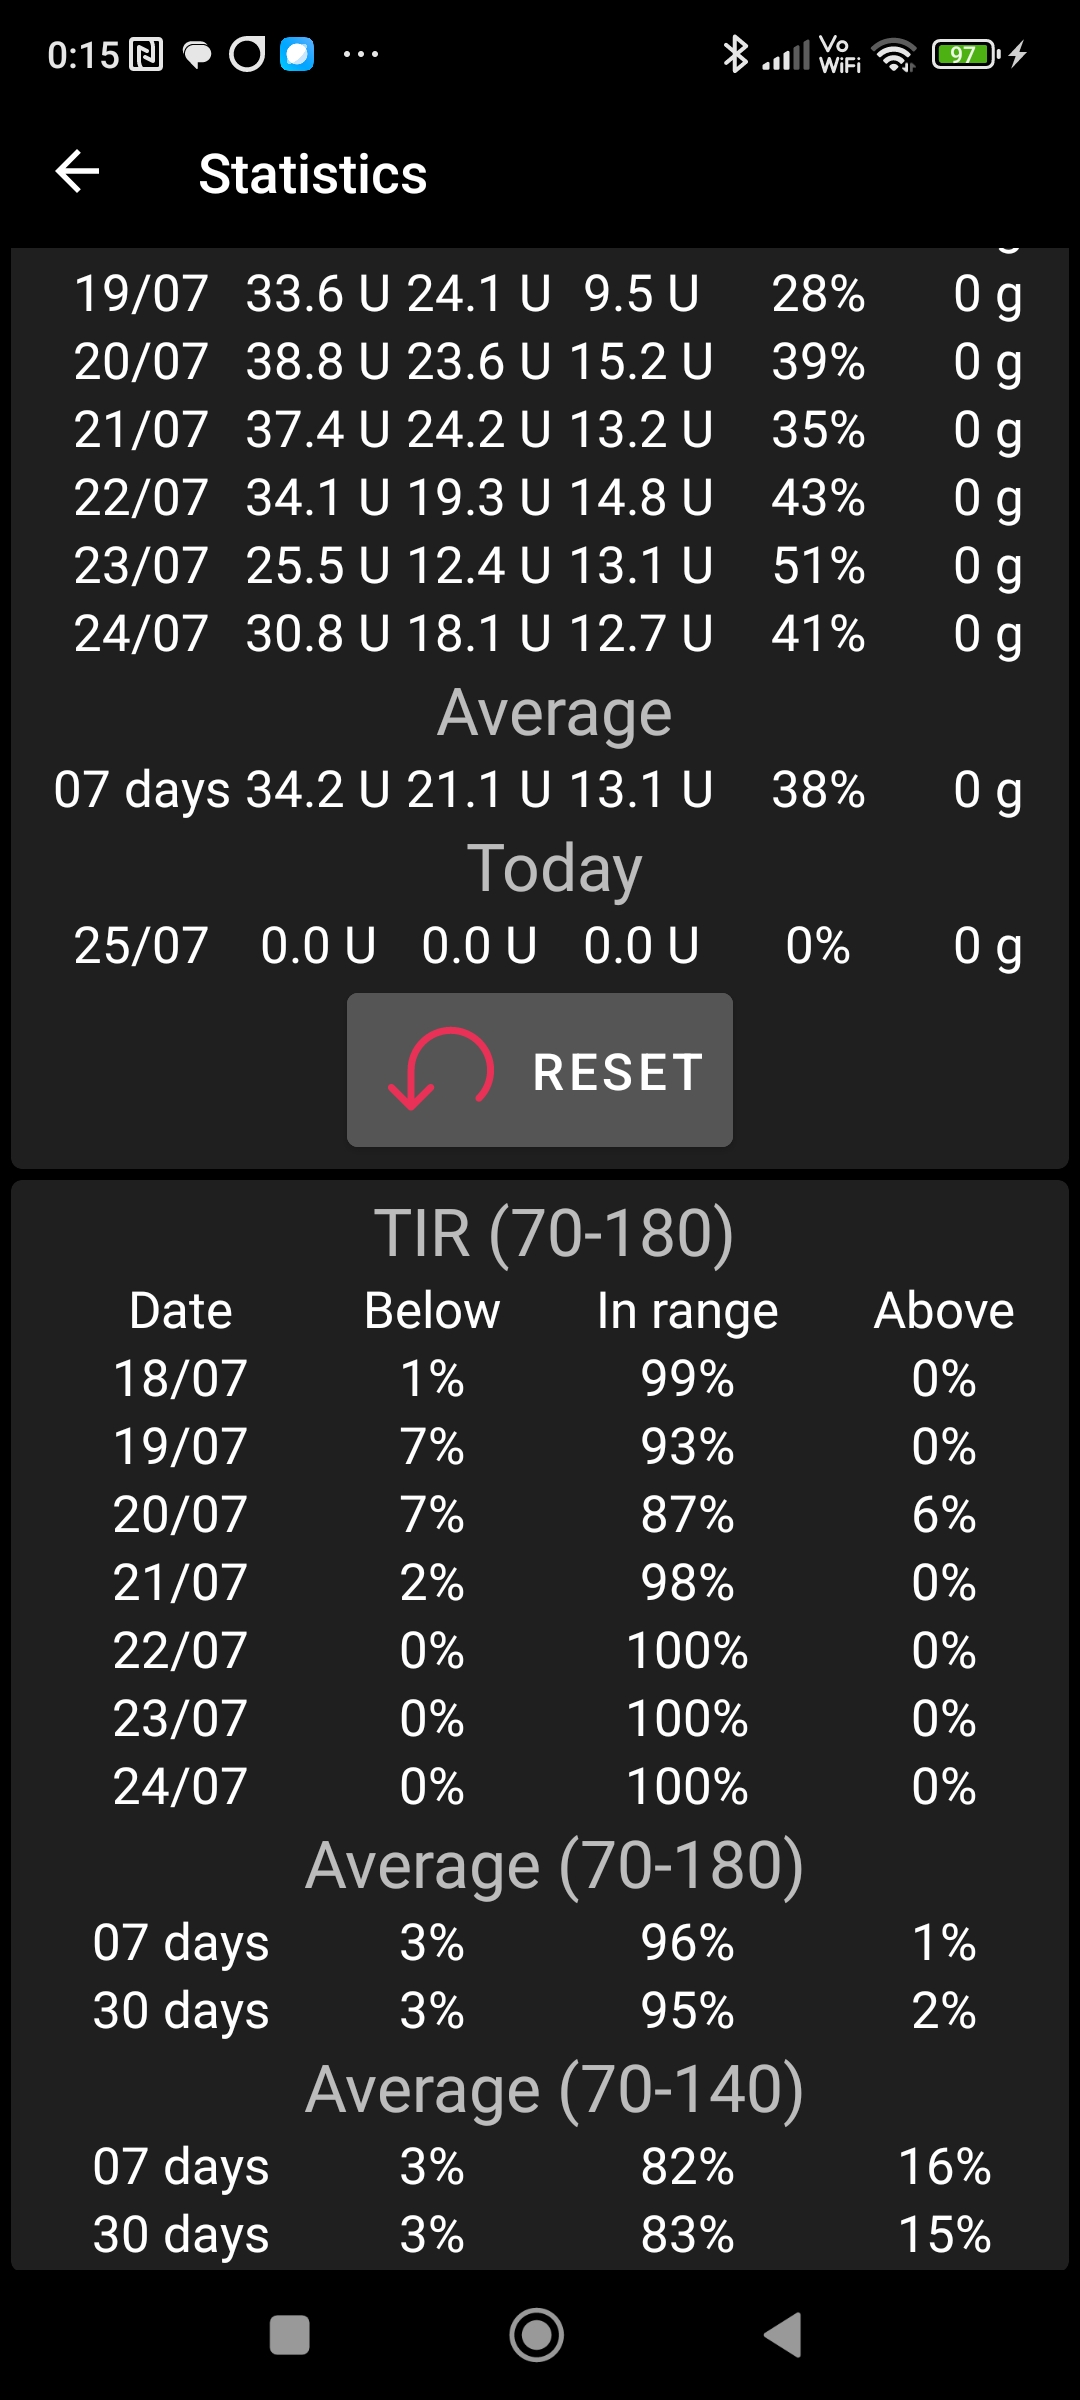 0:15 Vo WiFi 97
Statistics
19/07 33.6 U 24.1 U 9.5 U 28% 0 g
20/07 38.8 U 23.6 U 15.2 U 39% 0 g
21/07 37.4 U 24.2 U 13.2 U 35% 0 g
22/07 34.1 U 19.3 U 14.8 U 43% 0 g
23/07 25.5 U 12.4 U 13.1 U 51% 0 g
24/07 30.8 U 18.1 U 12.7 U 41% 0 g
Average
07 days 34.2 U 21.1 U 13.1 U 38% 0 g
Today
25/07 0.0 U 0.0 U 0.0 U 0% 0 g
RESET
TIR (70-180)
Date Below In range Above
18/07 1% 99% 0%
19/07 7% 93% 0%
20/07 7% 87% 6%
21/07 2% 98% 0%
22/07 0% 100% 0%
23/07 0% 100% 0%
24/07 0% 100% 0%
Average (70-180)
07 days 3% 96% 1%
30 days 3% 95% 2%
Average (70-140)
07 days 3% 82% 16%
30 days 3% 83% 15%